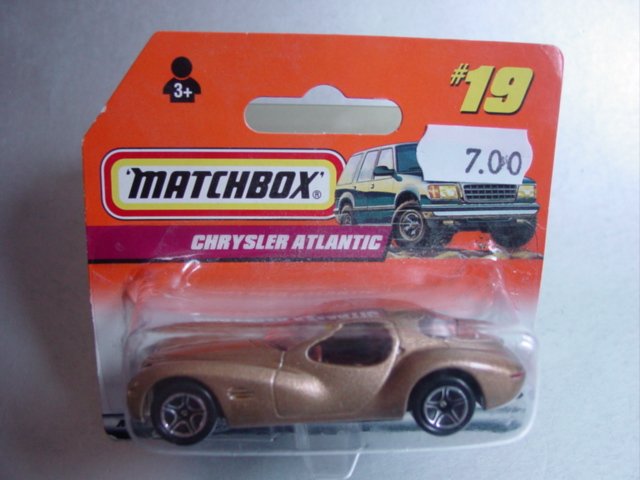 3+
#19
7.00
MATCHBOX®
CHRYSLER ATLANTIC